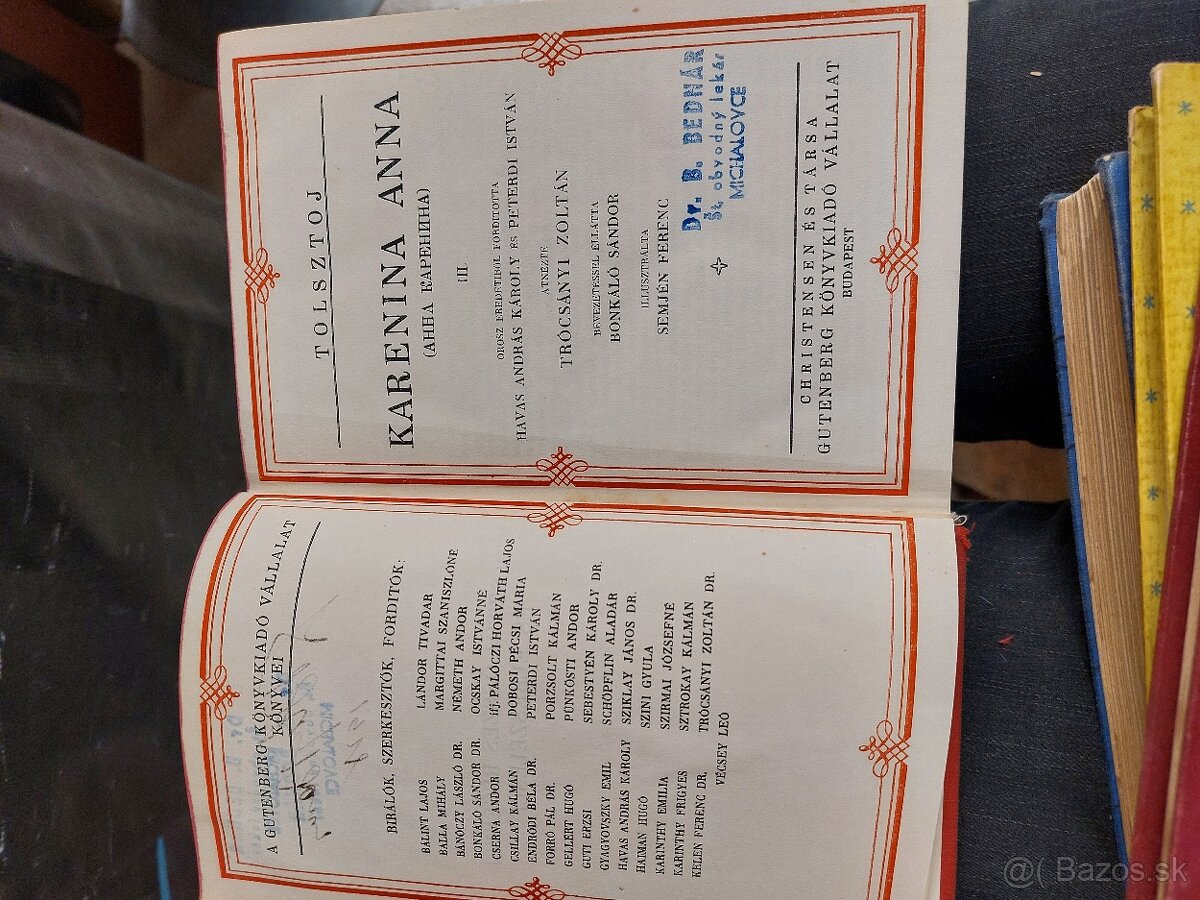 A GUTENBERG KÖNYVKIADÓ VÁLLALAT
KÖNYVEI
BIRÁLÓK, SZERKESZTŐK, FORDITÓK:
BÁLINT LAJOS
BALLA MIHÁLY
BÁNÓCZY LÁSZLÓ DR.
BONKÁLÓ SÁNDOR DR.
CSERNA ANDOR
CSILLAY KÁLMÁN
ENDRŐDI BÉLA DR.
FORRÓ PÁL DR.
GELLÉRT HUGÓ
GUTI ERZSI
GYAGYOVSZKY EMIL
HAVAS ANDRÁS KÁROLY
HAIMAN HUGÓ
KARINTHY EMILIA
KARINTHY FRIGYES
KELEN FERENC DR.
LÁNDOR TIVADAR
MARGITTAI SZANISZLÓNÉ
NÉMETH ANDOR
OCSKAY ISTVÁNNÉ
ifj. PÁLÓCZI HORVÁTH LAJOS
DOBOSI PÉCSI MÁRIA
PETERDI ISTVÁN
PORZSOLT KÁLMÁN
PÜNKÖSTI ANDOR
SEBESTYÉN KÁROLY DR.
SCHÖPFLIN ALADÁR
SZIKLAY JÁNOS DR.
SZINI GYULA
SZIRMAI JÓZSEFNÉ
SZTROKAY KÁLMÁN
TRÓCSÁNYI ZOLTÁN DR.
VÉCSEY LEÓ
TOLSZTOJ
KARENINA ANNA
(АННА КАРЕНИНА)
III.
OROSZ EREDETIBŐL FORDITOTTA
HAVAS ANDRÁS KÁROLY ÉS PETERDI ISTVÁN
ÁTNÉZTE
TRÓCSÁNYI ZOLTÁN
BEVEZETÉSSEL ELLÁTTA
BONKÁLÓ SÁNDOR
ILLUSZTRÁLTA
SEMJÉN FERENC
Dr. B. BEDNÁR
Št. obvodný lekár
MICHALOVCE
CHRISTENSEN ÉS TÁRSA
GUTENBERG KÖNYVKIADÓ VÁLLALAT
BUDAPEST
@( Bazos.sk